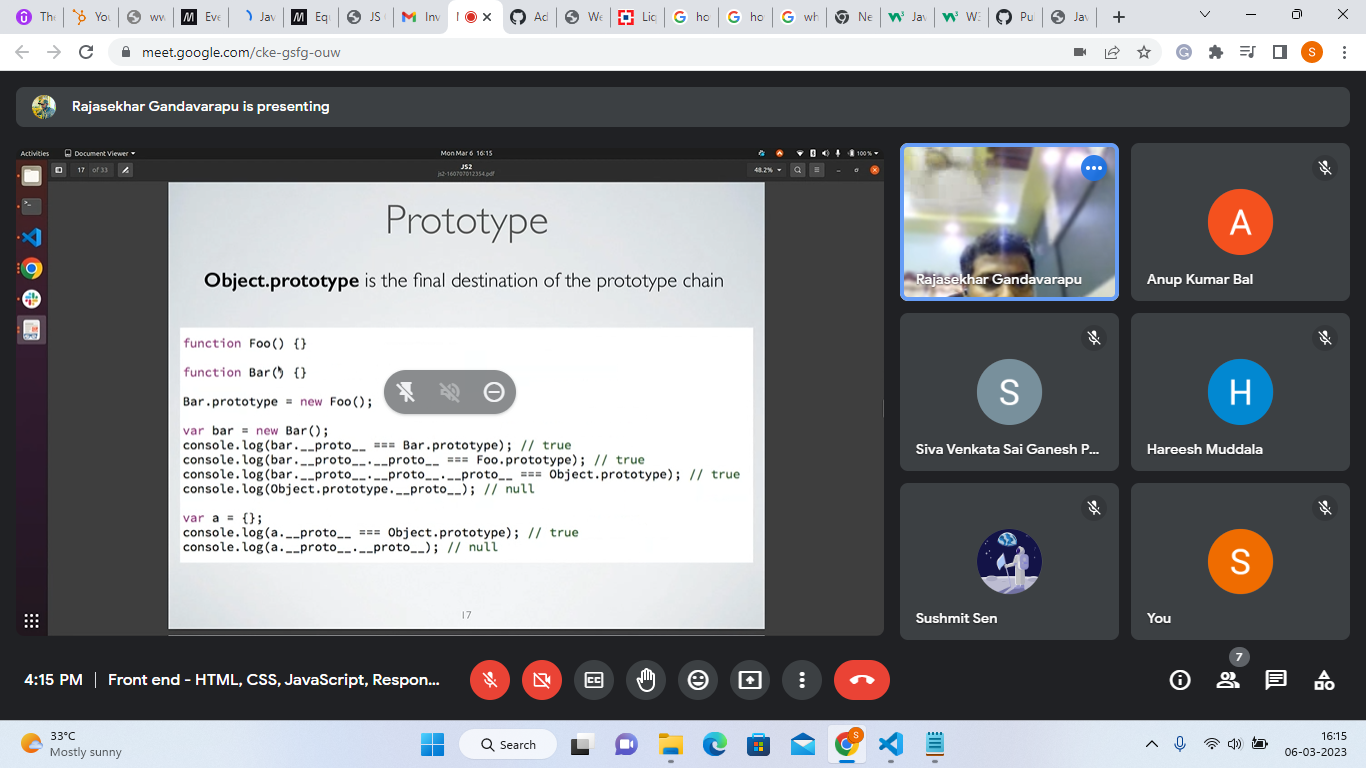 The
You
ww
Eve
Jav
Equ
JS (
Inv
Ad
We
Liq
ho
ho
wh
Ne
Jav
W3
Pu
Jav
meet.google.com/cke-gsfg-ouw
S
Rajasekhar Gandavarapu is presenting
Activities
Document Viewer
Mon Mar 6 16:15
100 %
17 of 33
JS2
js2-160707012354.pdf
48.2%
Prototype
Object.prototype is the final destination of the prototype chain
function Foo() {}
function Bar() {}
Bar.prototype = new Foo();
var bar = new Bar();
console.log(bar.__proto__ === Bar.prototype); // true
console.log(bar.__proto__.__proto__ === Foo.prototype); // true
console.log(bar.__proto__.__proto__.__proto__ === Object.prototype); // true
console.log(Object.prototype.__proto__); // null
var a = {};
console.log(a.__proto__ === Object.prototype); // true
console.log(a.__proto__.__proto__); // null
17
Rajasekhar Gandavarapu
A
Anup Kumar Bal
S
Siva Venkata Sai Ganesh P...
H
Hareesh Muddala
Sushmit Sen
S
You
4:15 PM | Front end - HTML, CSS, JavaScript, Respon...
7
33°C
Mostly sunny
Search
S
16:15
06-03-2023